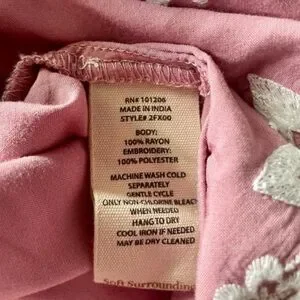 RN# 101206
MADE IN INDIA
STYLE# 2FX00
BODY:
100% RAYON
EMBROIDERY:
100% POLYESTER
MACHINE WASH COLD
SEPARATELY
GENTLE CYCLE
ONLY NON-CHLORINE BLEACH
WHEN NEEDED
HANG TO DRY
COOL IRON IF NEEDED
MAY BE DRY CLEANED
Soft Surroundings